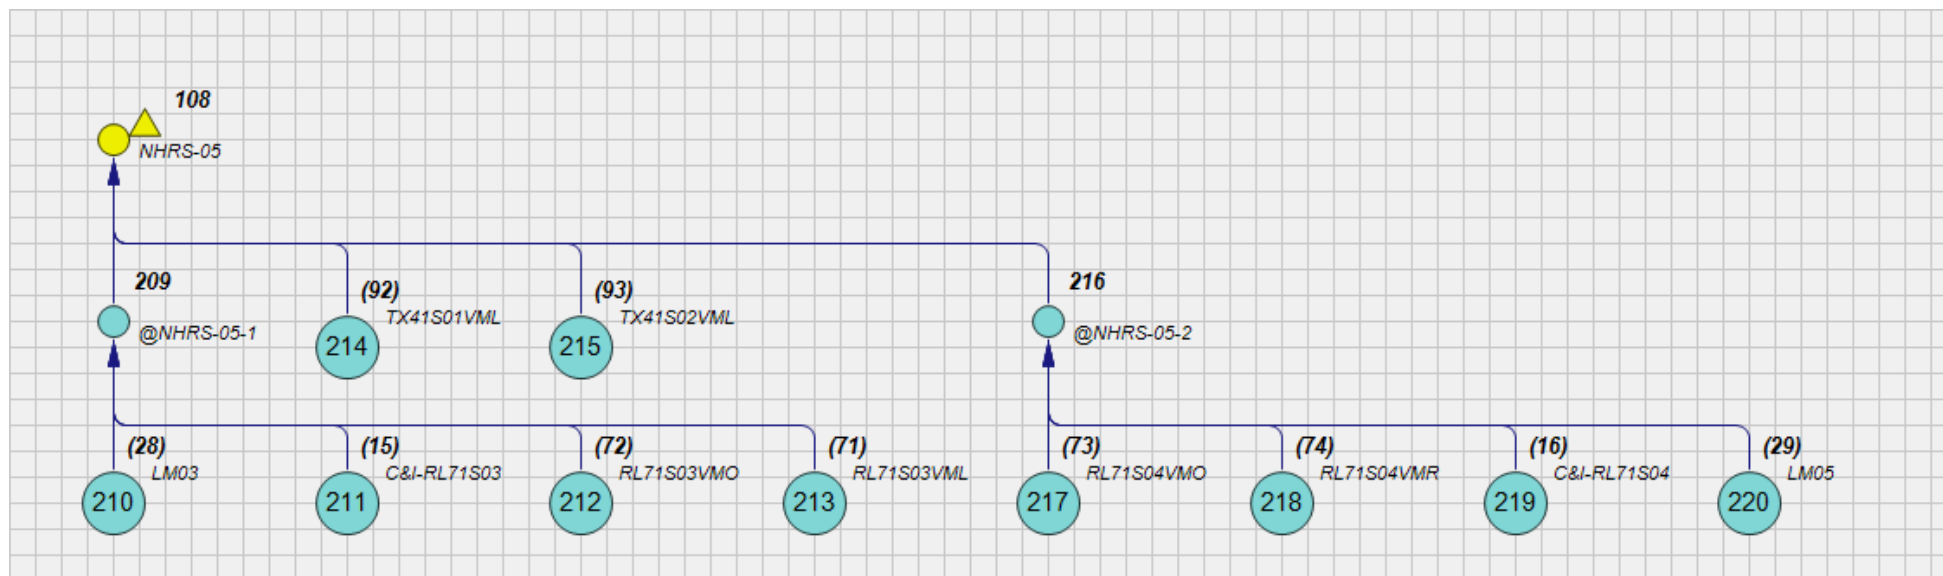 108
NHRS-05
209
@NHRS-05-1
(92)
TX41S01VML
214
(93)
TX41S02VML
215
216
@NHRS-05-2
(28)
LM03
210
(15)
C&I-RL71S03
211
(72)
RL71S03VMO
212
(71)
RL71S03VML
213
(73)
RL71S04VMO
217
(74)
RL71S04VMR
218
(16)
C&I-RL71S04
219
(29)
LM05
220